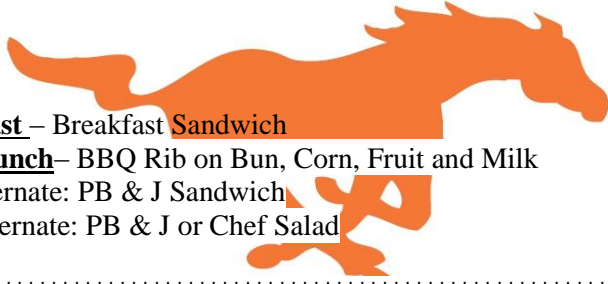 ast – Breakfast Sandwich
unch– BBQ Rib on Bun, Corn, Fruit and Milk
ernate: PB & J Sandwich
ernate: PB & J or Chef Salad